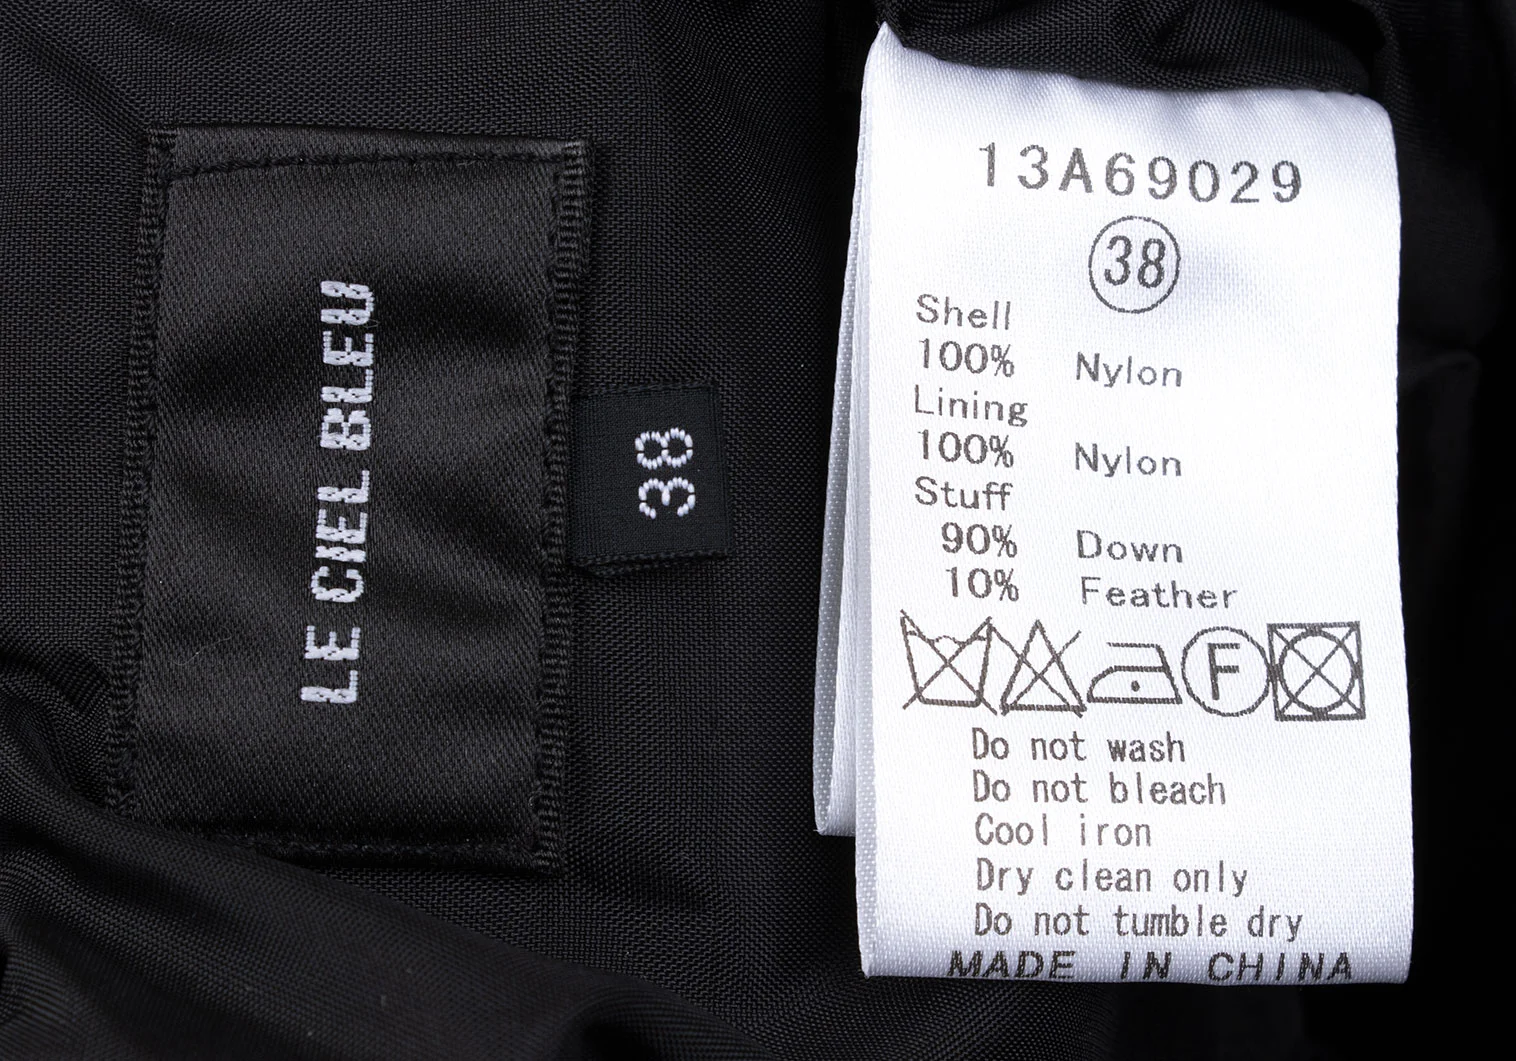 LE CIEL BLEU
38
13A69029
38
Shell
100% Nylon
Lining
100% Nylon
Stuff
90% Down
10% Feather
F
Do not wash
Do not bleach
Cool iron
Dry clean only
Do not tumble dry
MADE IN CHINA